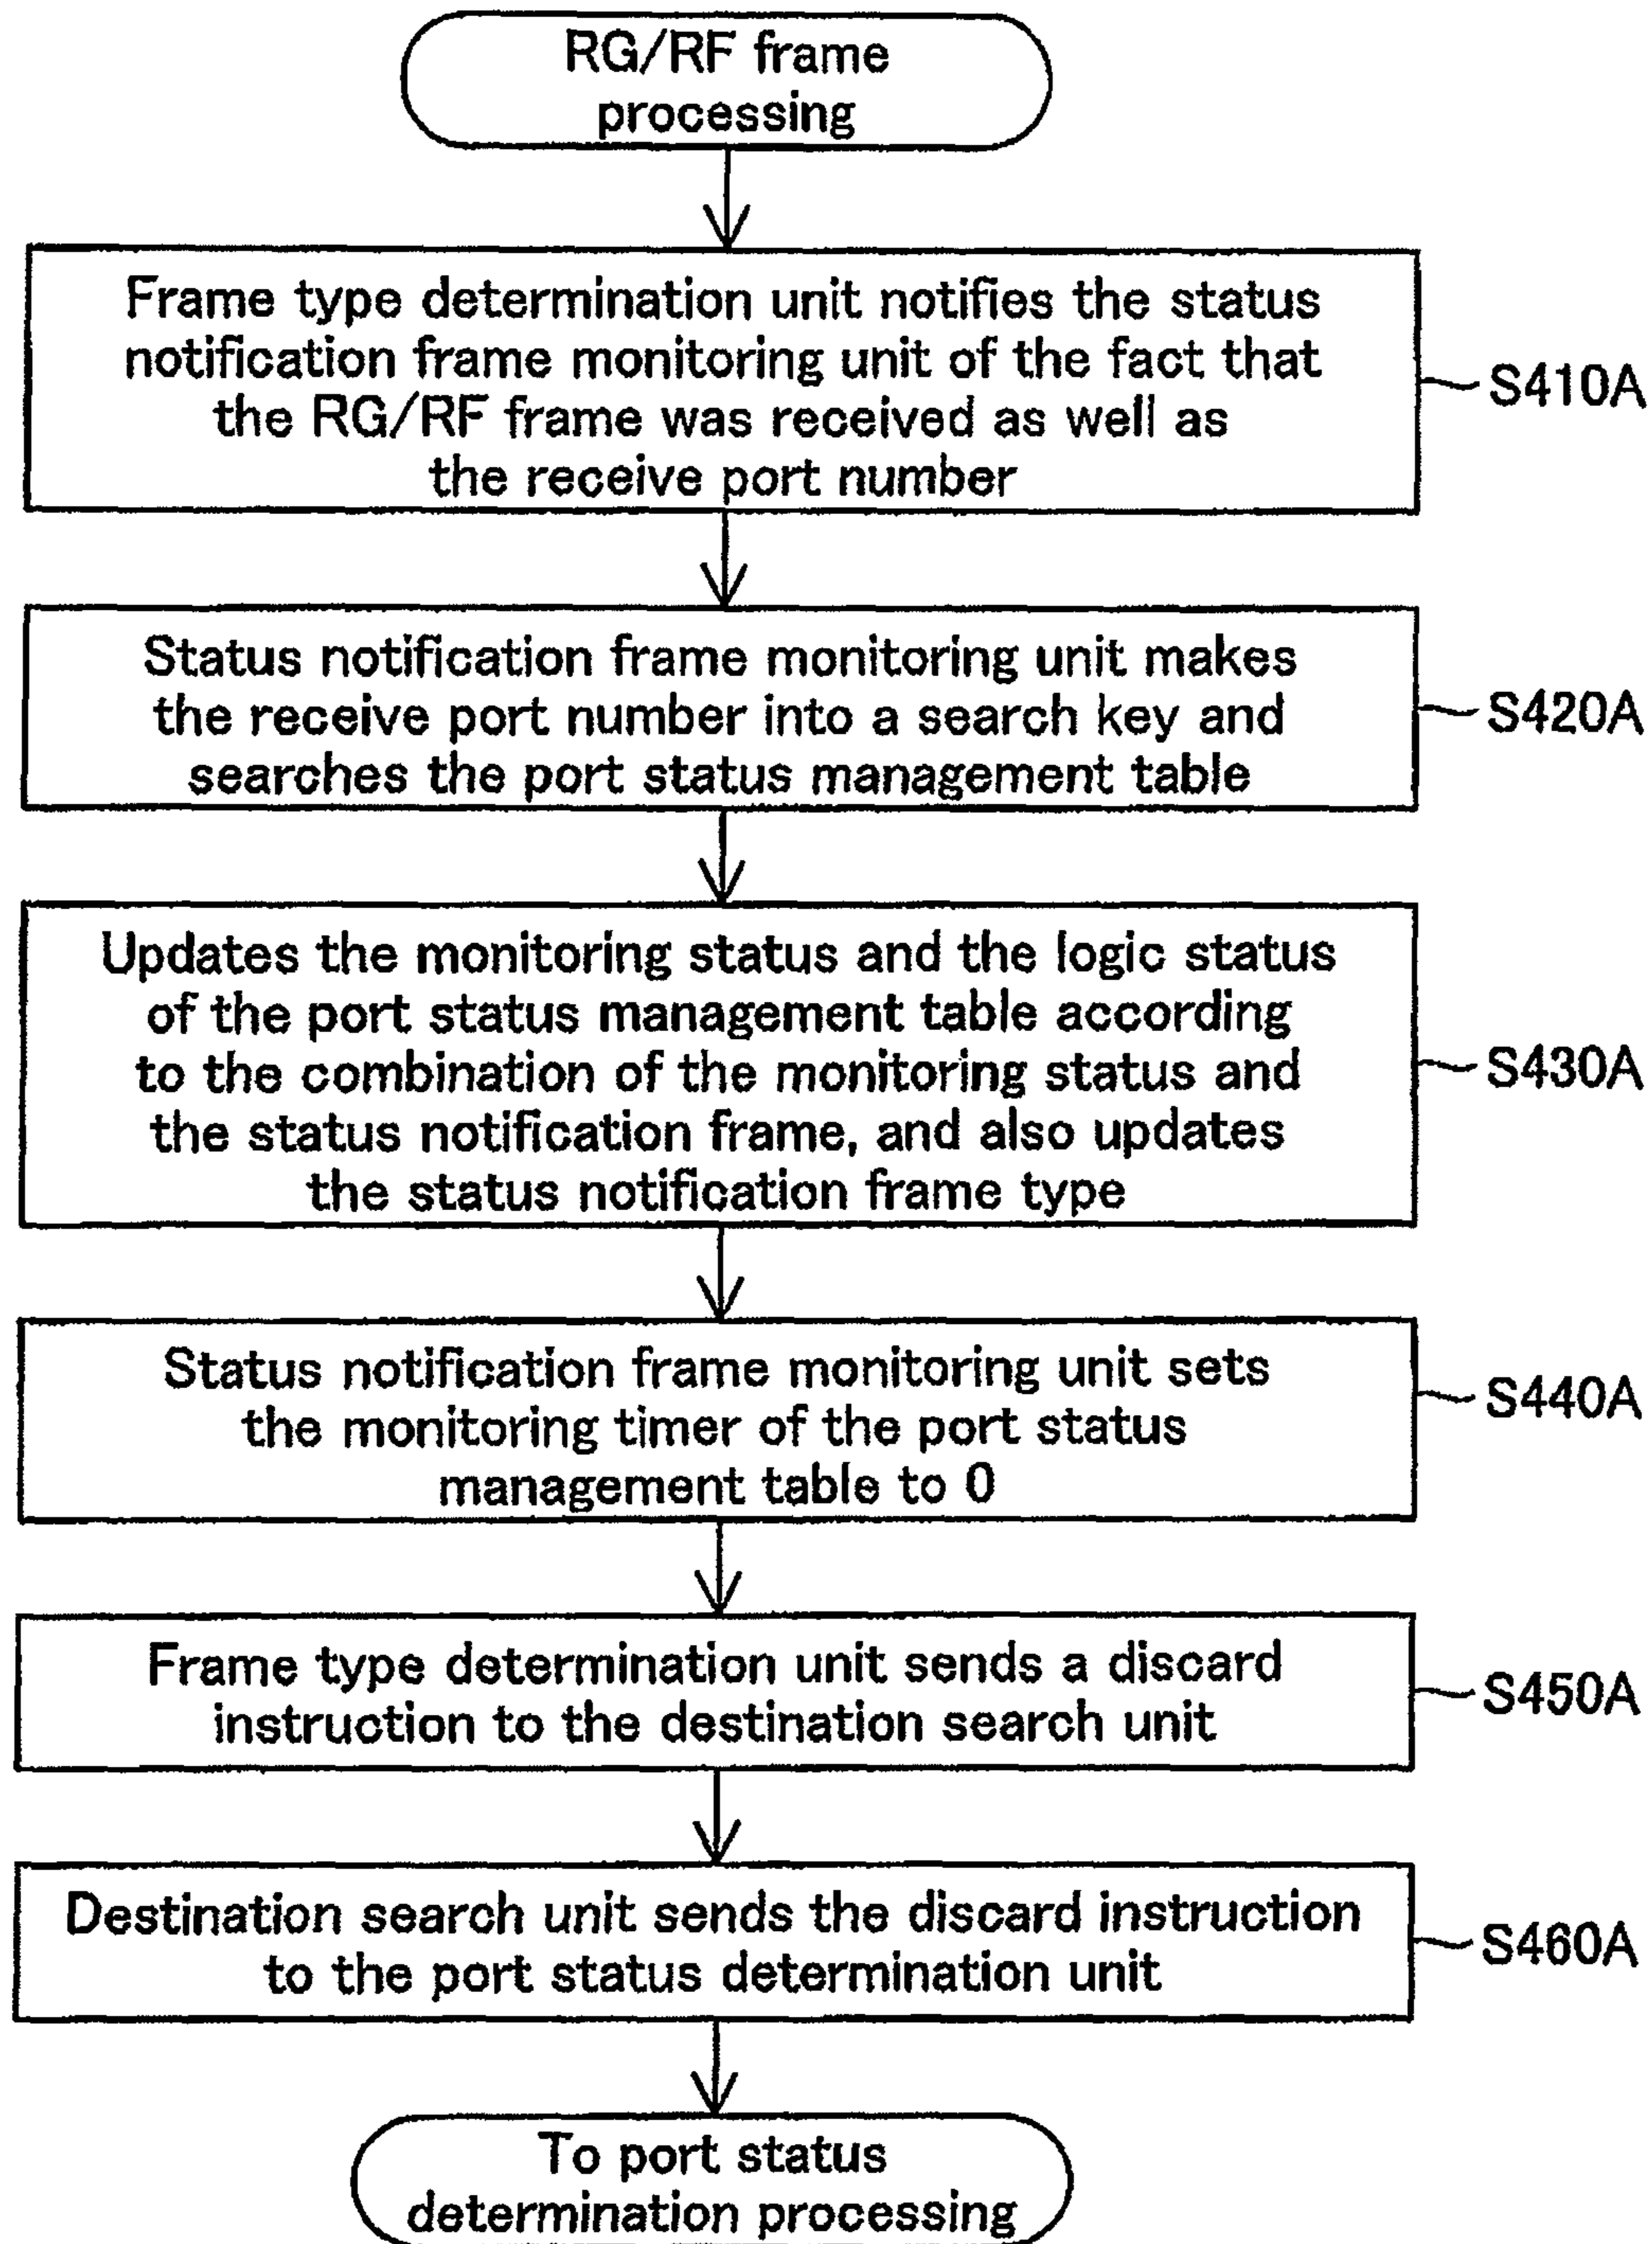 RG/RF frame
processing
Frame type determination unit notifies the status
notification frame monitoring unit of the fact that
the RG/RF frame was received as well as
the receive port number
S410A
Status notification frame monitoring unit makes
the receive port number into a search key and
searches the port status management table
S420A
Updates the monitoring status and the logic status
of the port status management table according
to the combination of the monitoring status and
the status notification frame, and also updates
the status notification frame type
S430A
Status notification frame monitoring unit sets
the monitoring timer of the port status
management table to 0
S440A
Frame type determination unit sends a discard
instruction to the destination search unit
S450A
Destination search unit sends the discard instruction
to the port status determination unit
S460A
To port status
determination processing